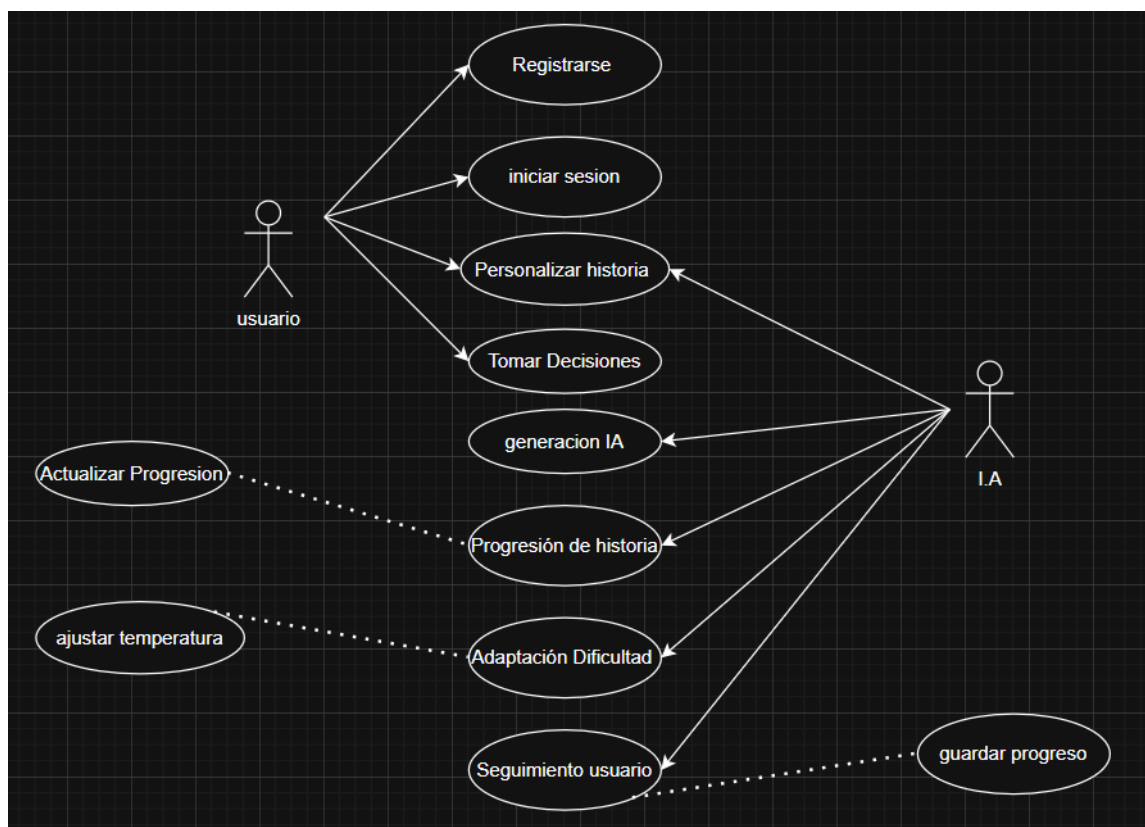 Registrarse
iniciar sesion
Personalizar historia
usuario
Tomar Decisiones
generacion IA
Actualizar Progresion
I.A
Progresión de historia
ajustar temperatura
Adaptación Dificultad
Seguimiento usuario
guardar progreso